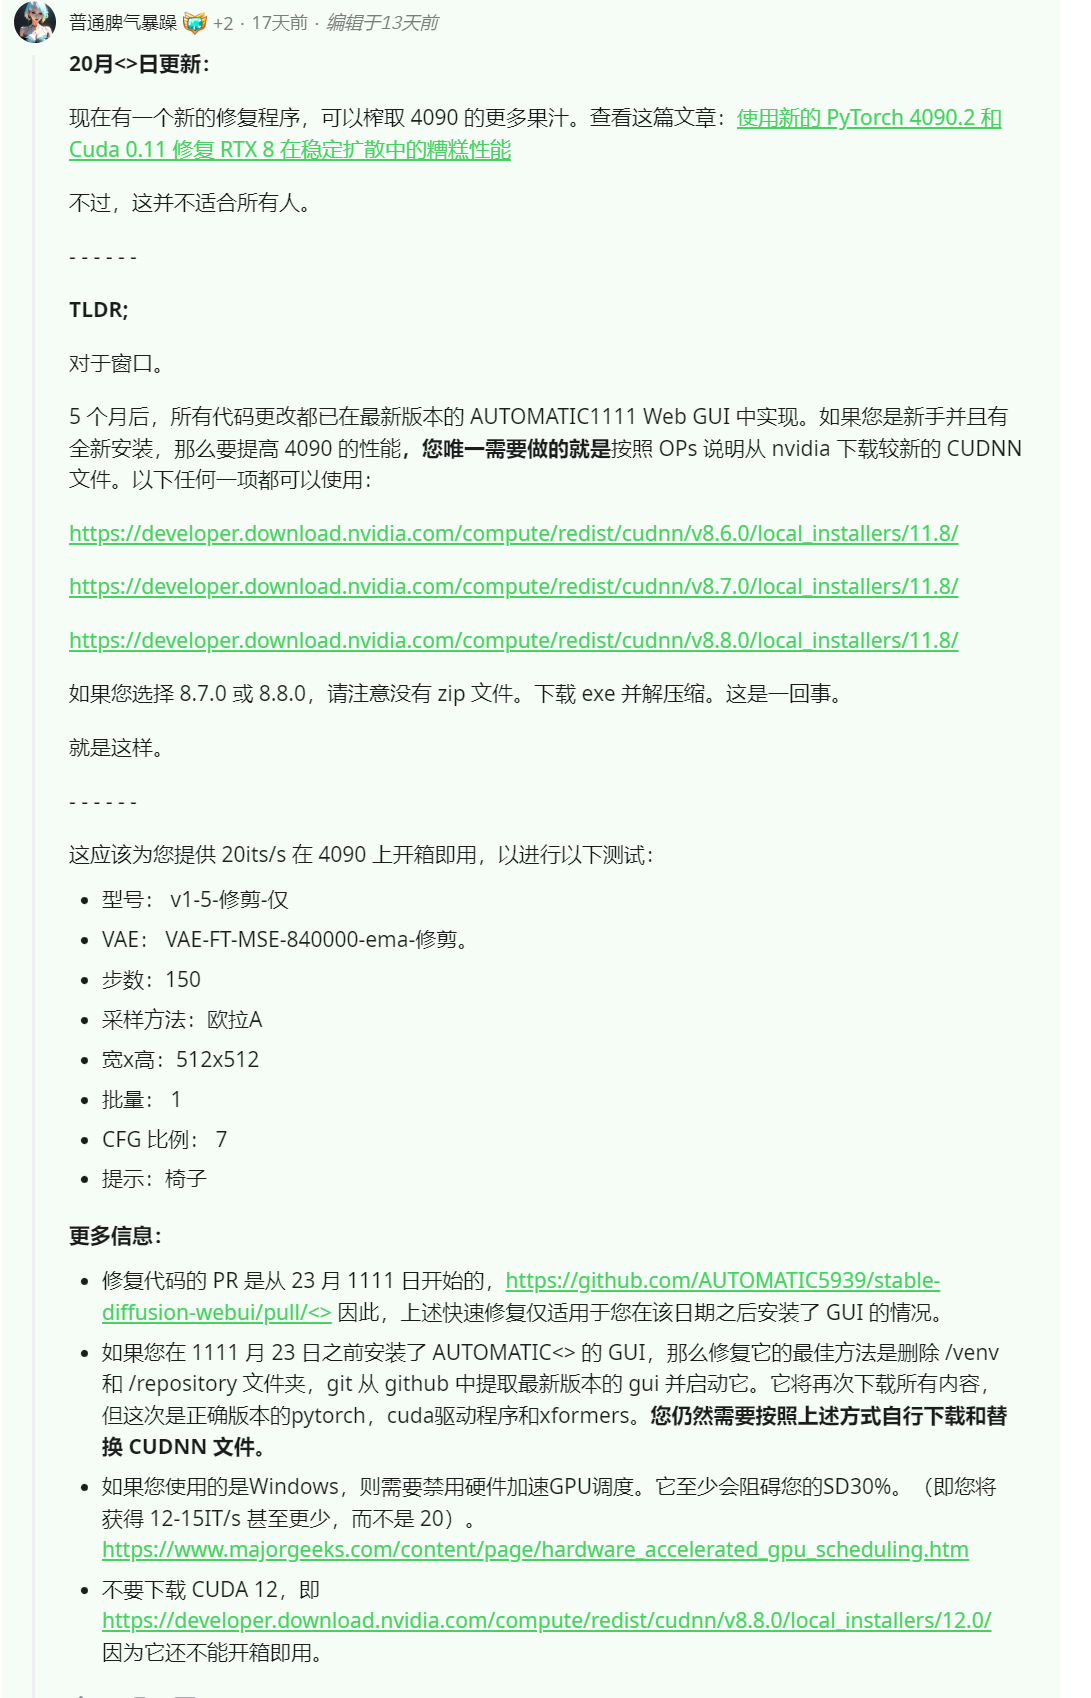 普通脾气暴躁 +2 · 17天前 · 编辑于13天前
20月<>日更新：
现在有一个新的修复程序，可以榨取 4090 的更多果汁。查看这篇文章：使用新的 PyTorch 4090.2 和
Cuda 0.11 修复 RTX 8 在稳定扩散中的糟糕性能
不过，这并不适合所有人。
- - - - - -
TLDR;
对于窗口。
5 个月后，所有代码更改都已在最新版本的 AUTOMATIC1111 Web GUI 中实现。如果您是新手并且有
全新安装，那么要提高 4090 的性能，您唯一需要做的就是按照 OPs 说明从 nvidia 下载较新的 CUDNN
文件。以下任何一项都可以使用：
https://developer.download.nvidia.com/compute/redist/cudnn/v8.6.0/local_installers/11.8/
https://developer.download.nvidia.com/compute/redist/cudnn/v8.7.0/local_installers/11.8/
https://developer.download.nvidia.com/compute/redist/cudnn/v8.8.0/local_installers/11.8/
如果您选择 8.7.0 或 8.8.0，请注意没有 zip 文件。下载 exe 并解压缩。这是一回事。
就是这样。
- - - - - -
这应该为您提供 20its/s 在 4090 上开箱即用，以进行以下测试：
• 型号： v1-5-修剪-仅
• VAE： VAE-FT-MSE-840000-ema-修剪。
• 步数：150
• 采样方法：欧拉A
• 宽x高：512x512
• 批量： 1
• CFG 比例： 7
• 提示：椅子
更多信息：
• 修复代码的 PR 是从 23 月 1111 日开始的，https://github.com/AUTOMATIC5939/stable-
diffusion-webui/pull/<> 因此，上述快速修复仅适用于您在该日期之后安装了 GUI 的情况。
• 如果您在 1111 月 23 日之前安装了 AUTOMATIC<> 的 GUI，那么修复它的最佳方法是删除 /venv
和 /repository 文件夹，git 从 github 中提取最新版本的 gui 并启动它。它将再次下载所有内容，
但这次是正确版本的pytorch，cuda驱动程序和xformers。您仍然需要按照上述方式自行下载和替
换 CUDNN 文件。
• 如果您使用的是Windows，则需要禁用硬件加速GPU调度。它至少会阻碍您的SD30%。（即您将
获得 12-15IT/s 甚至更少，而不是 20）。
https://www.majorgeeks.com/content/page/hardware_accelerated_gpu_scheduling.htm
• 不要下载 CUDA 12，即
https://developer.download.nvidia.com/compute/redist/cudnn/v8.8.0/local_installers/12.0/
因为它还不能开箱即用。